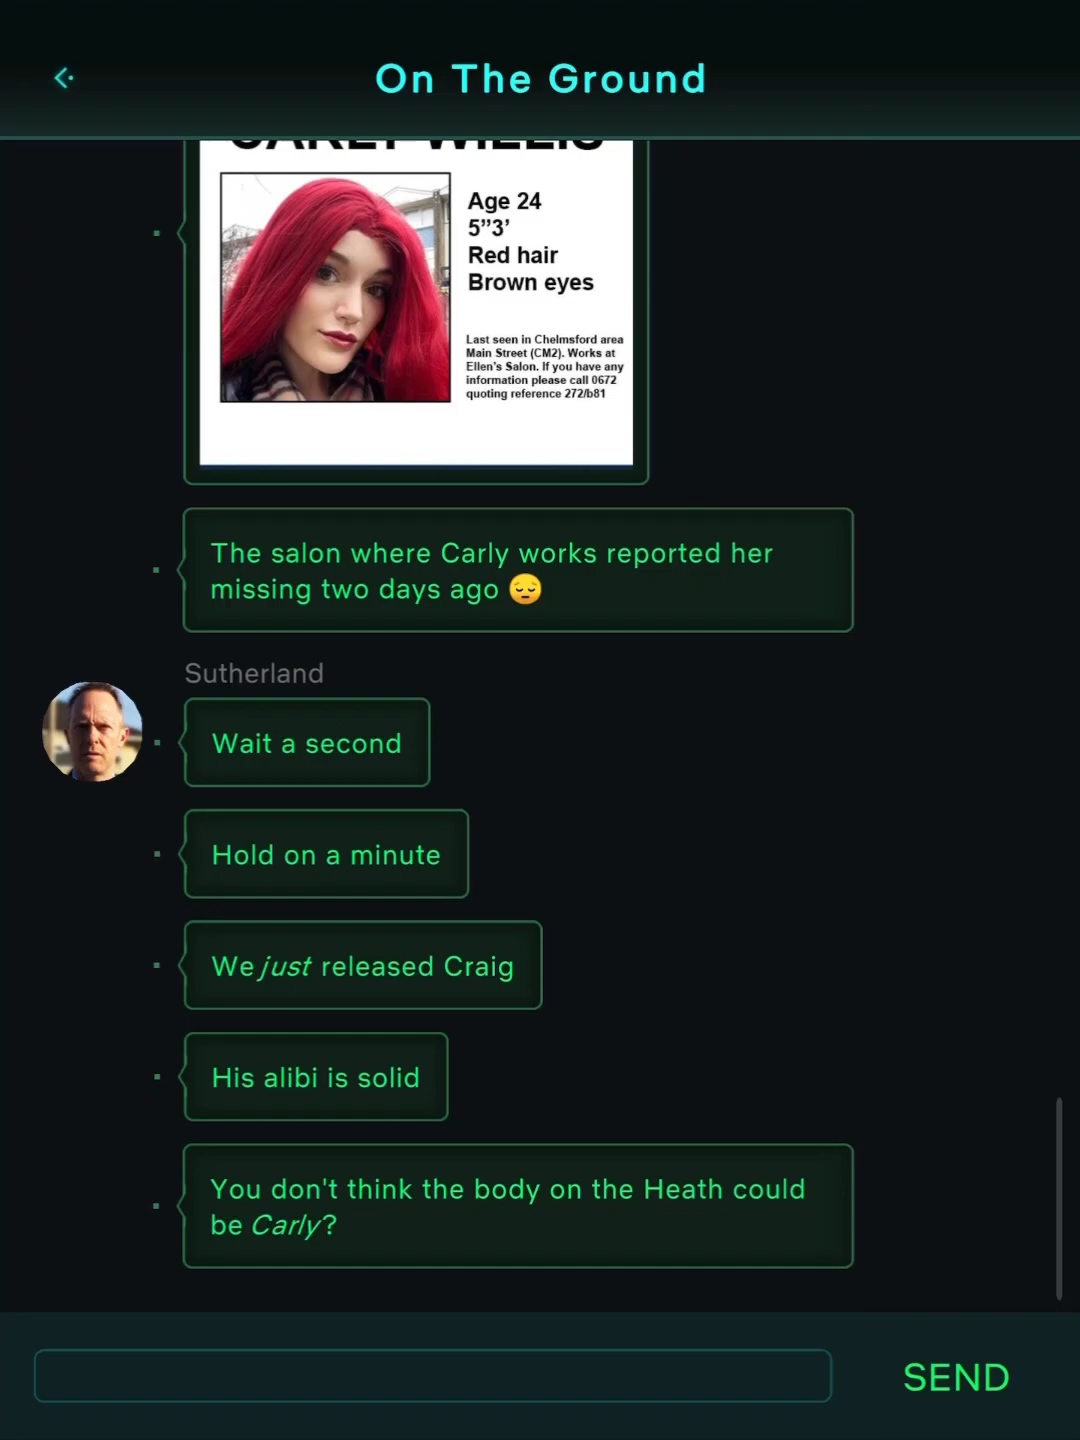 On The Ground
CARLY WILLIS
Age 24
5”3’
Red hair
Brown eyes
Last seen in Chelmsford area
Main Street (CM2). Works at
Ellen's Salon. If you have any
information please call 0672
quoting reference 272/b81
The salon where Carly works reported her
missing two days ago 😔
Sutherland
Wait a second
Hold on a minute
We just released Craig
His alibi is solid
You don't think the body on the Heath could
be Carly?
SEND